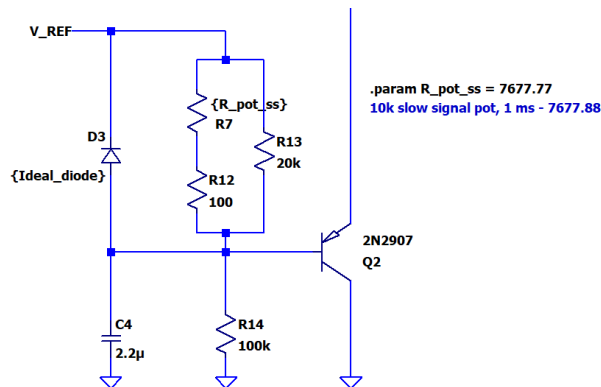 V_REF
.param R_pot_ss = 7677.77
10k slow signal pot, 1 ms - 7677.88
{R_pot_ss}
R7
D3
R13
20k
{Ideal_diode}
R12
100
2N2907
Q2
C4
2.2µ
R14
100k